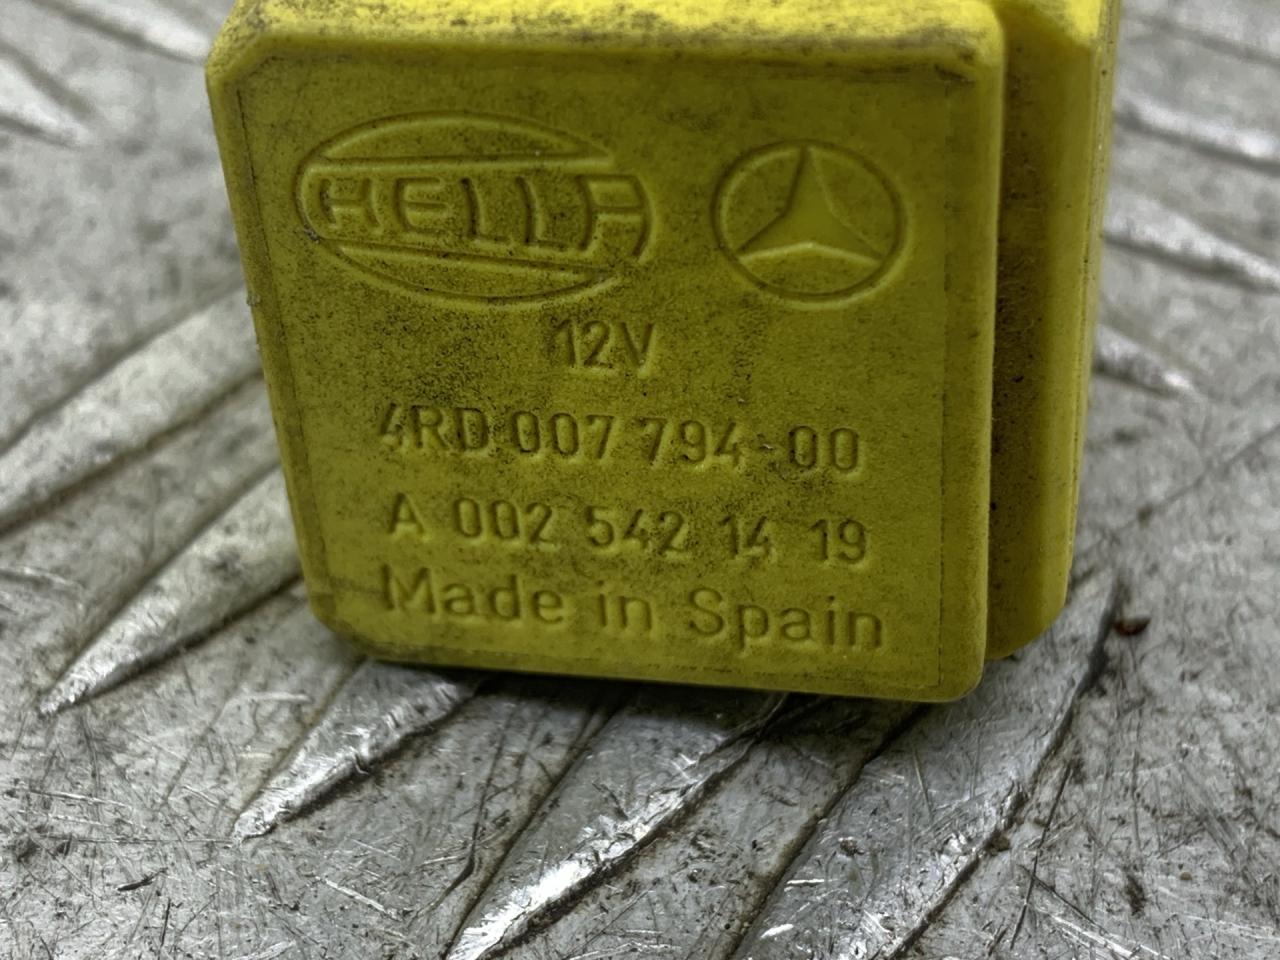 HELLA
12V
4RD 007 794-00
A 002 542 14 19
Made in Spain